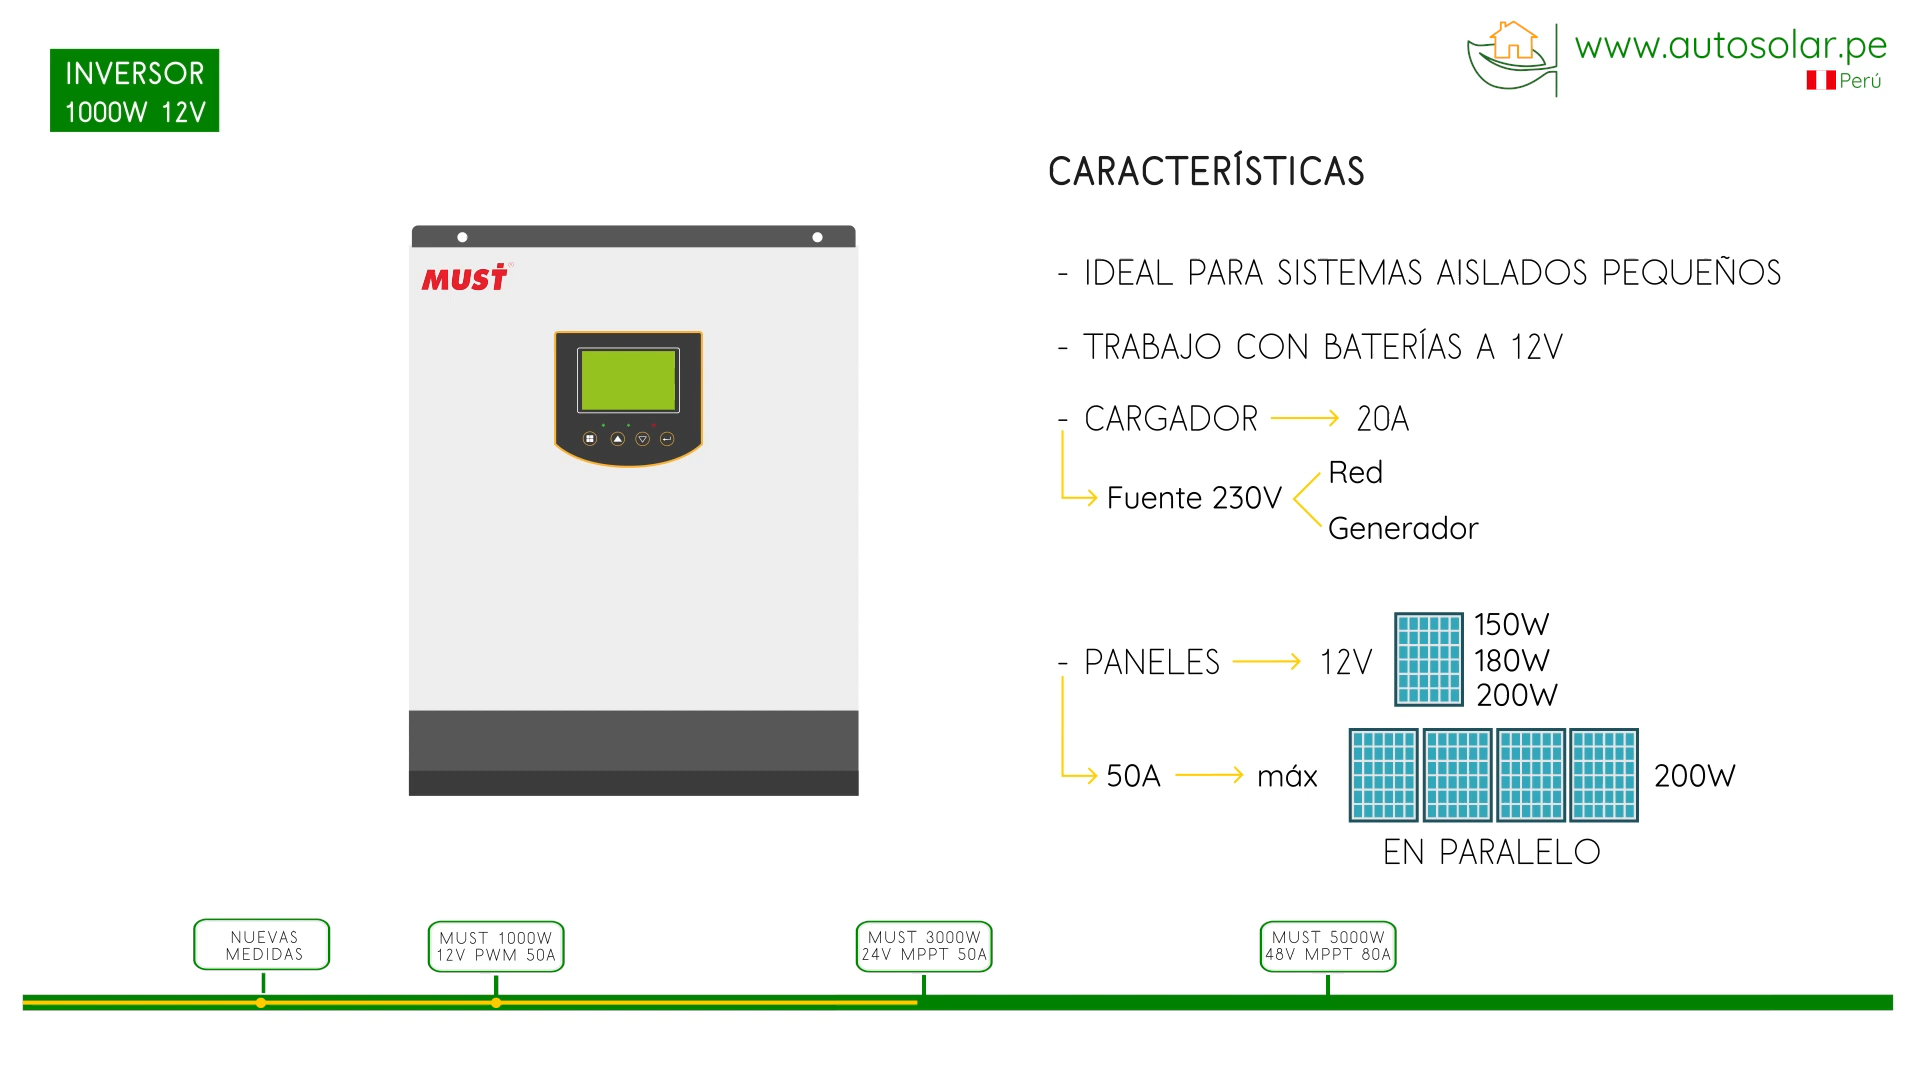 INVERSOR
1000W 12V
www.autosolar.pe
Perú
CARACTERÍSTICAS
MUST
- IDEAL PARA SISTEMAS AISLADOS PEQUEÑOS
- TRABAJO CON BATERÍAS A 12V
- CARGADOR 20A
Fuente 230V
Red
Generador
- PANELES 12V
150W
180W
200W
50A máx 200W
EN PARALELO
NUEVAS
MEDIDAS
MUST 1000W
12V PWM 50A
MUST 3000W
24V MPPT 50A
MUST 5000W
48V MPPT 80A